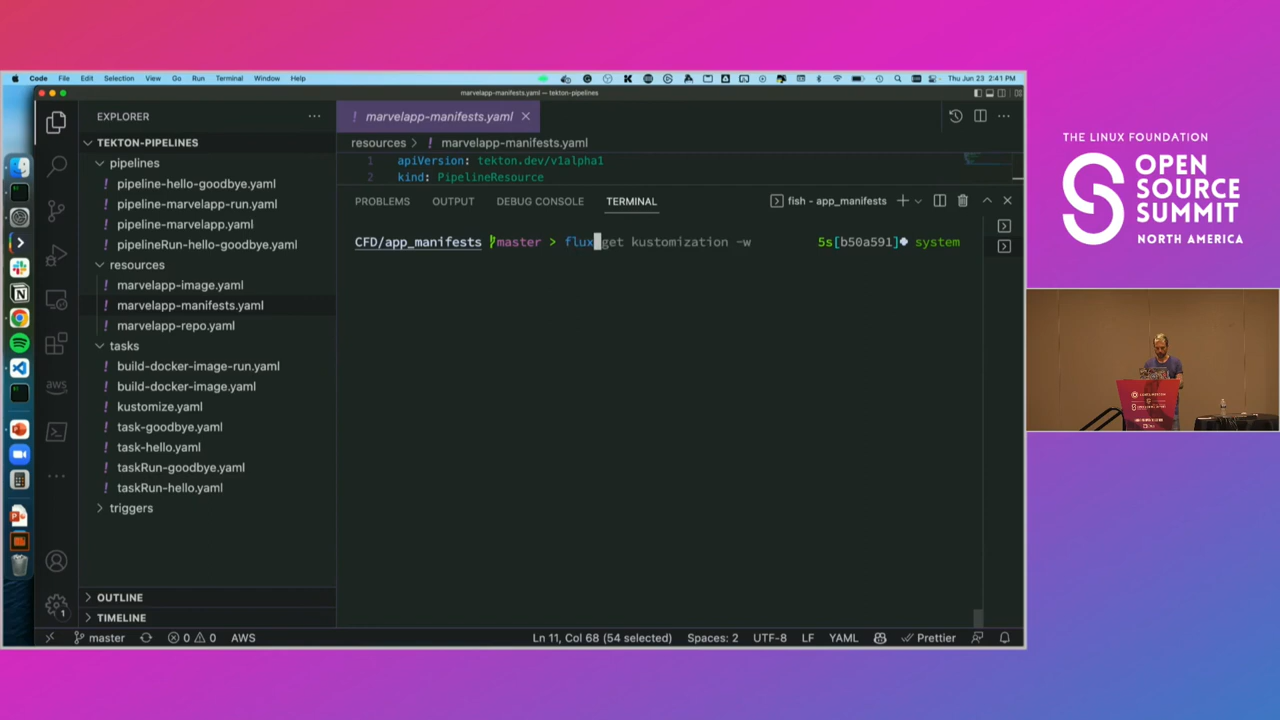 Code File Edit Selection View Go Run Terminal Window Help Thu Jun 23 2:41 PM
marvelapp-manifests.yaml — tekton-pipelines
EXPLORER
TEKTON-PIPELINES
pipelines
pipeline-hello-goodbye.yaml
pipeline-marvelapp-run.yaml
pipeline-marvelapp.yaml
pipelineRun-hello-goodbye.yaml
resources
marvelapp-image.yaml
marvelapp-manifests.yaml
marvelapp-repo.yaml
tasks
build-docker-image-run.yaml
build-docker-image.yaml
kustomize.yaml
task-goodbye.yaml
task-hello.yaml
taskRun-goodbye.yaml
taskRun-hello.yaml
triggers
OUTLINE
TIMELINE
aws
1
marvelapp-manifests.yaml
resources > marvelapp-manifests.yaml
1 apiVersion: tekton.dev/v1alpha1
2 kind: PipelineResource
PROBLEMS OUTPUT DEBUG CONSOLE TERMINAL fish - app_manifests
CFD/app_manifests master > flux get kustomization -w 5s[b50a591] system
master 0 0 AWS Ln 11, Col 68 (54 selected) Spaces: 2 UTF-8 LF YAML Prettier
THE LINUX FOUNDATION
OPEN
SOURCE
SUMMIT
NORTH AMERICA